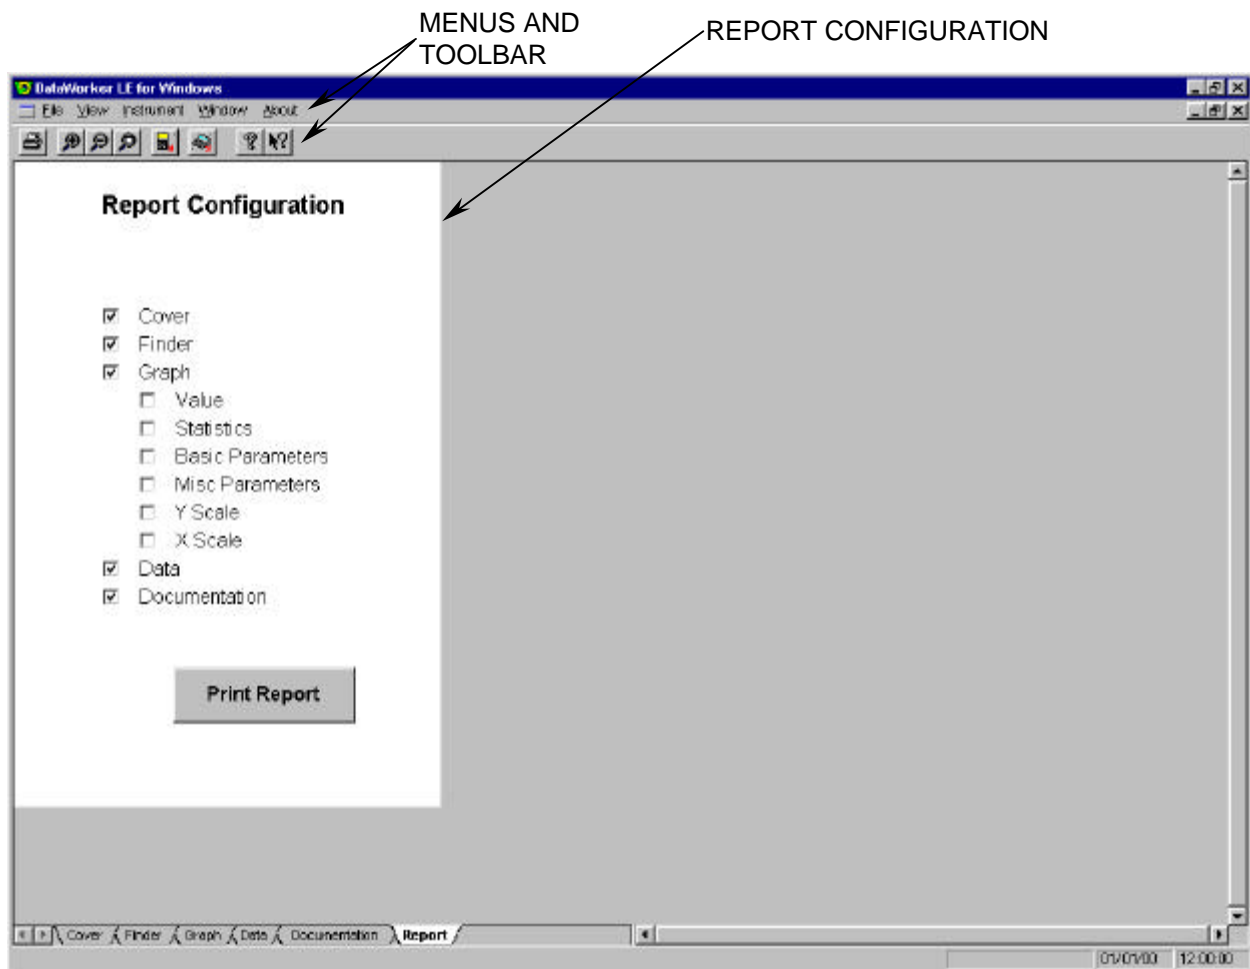 MENUS AND
TOOLBAR
REPORT CONFIGURATION
DataWorker LE for Windows
File View Instrument Window About
Report Configuration
Cover
Finder
Graph
Value
Statistics
Basic Parameters
Misc Parameters
Y Scale
X Scale
Data
Documentation
Print Report
Cover Finder Graph Data Documentation Report
01/01/00 12:00:00